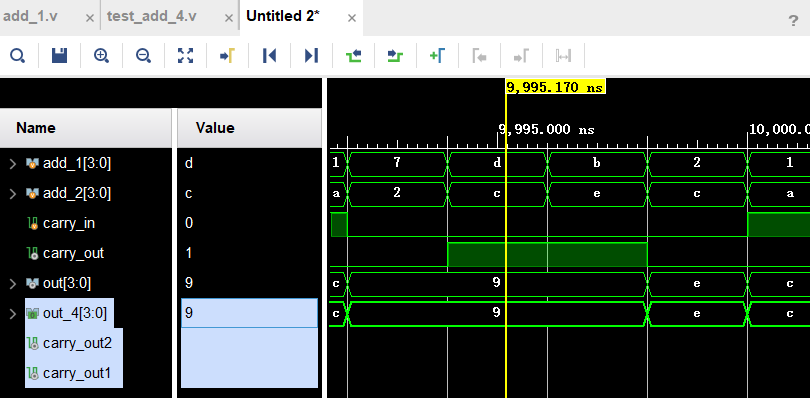 add_1.v × test_add_4.v × Untitled 2* × ?
9,995.170 ns
Name Value 9,995.000 ns 10,000.0
add_1[3:0] d 1 7 d b 2 1
add_2[3:0] c a 2 c e c a
carry_in 0
carry_out 1
out[3:0] 9 c 9 e c
out_4[3:0] 9 c 9 e c
carry_out2
carry_out1